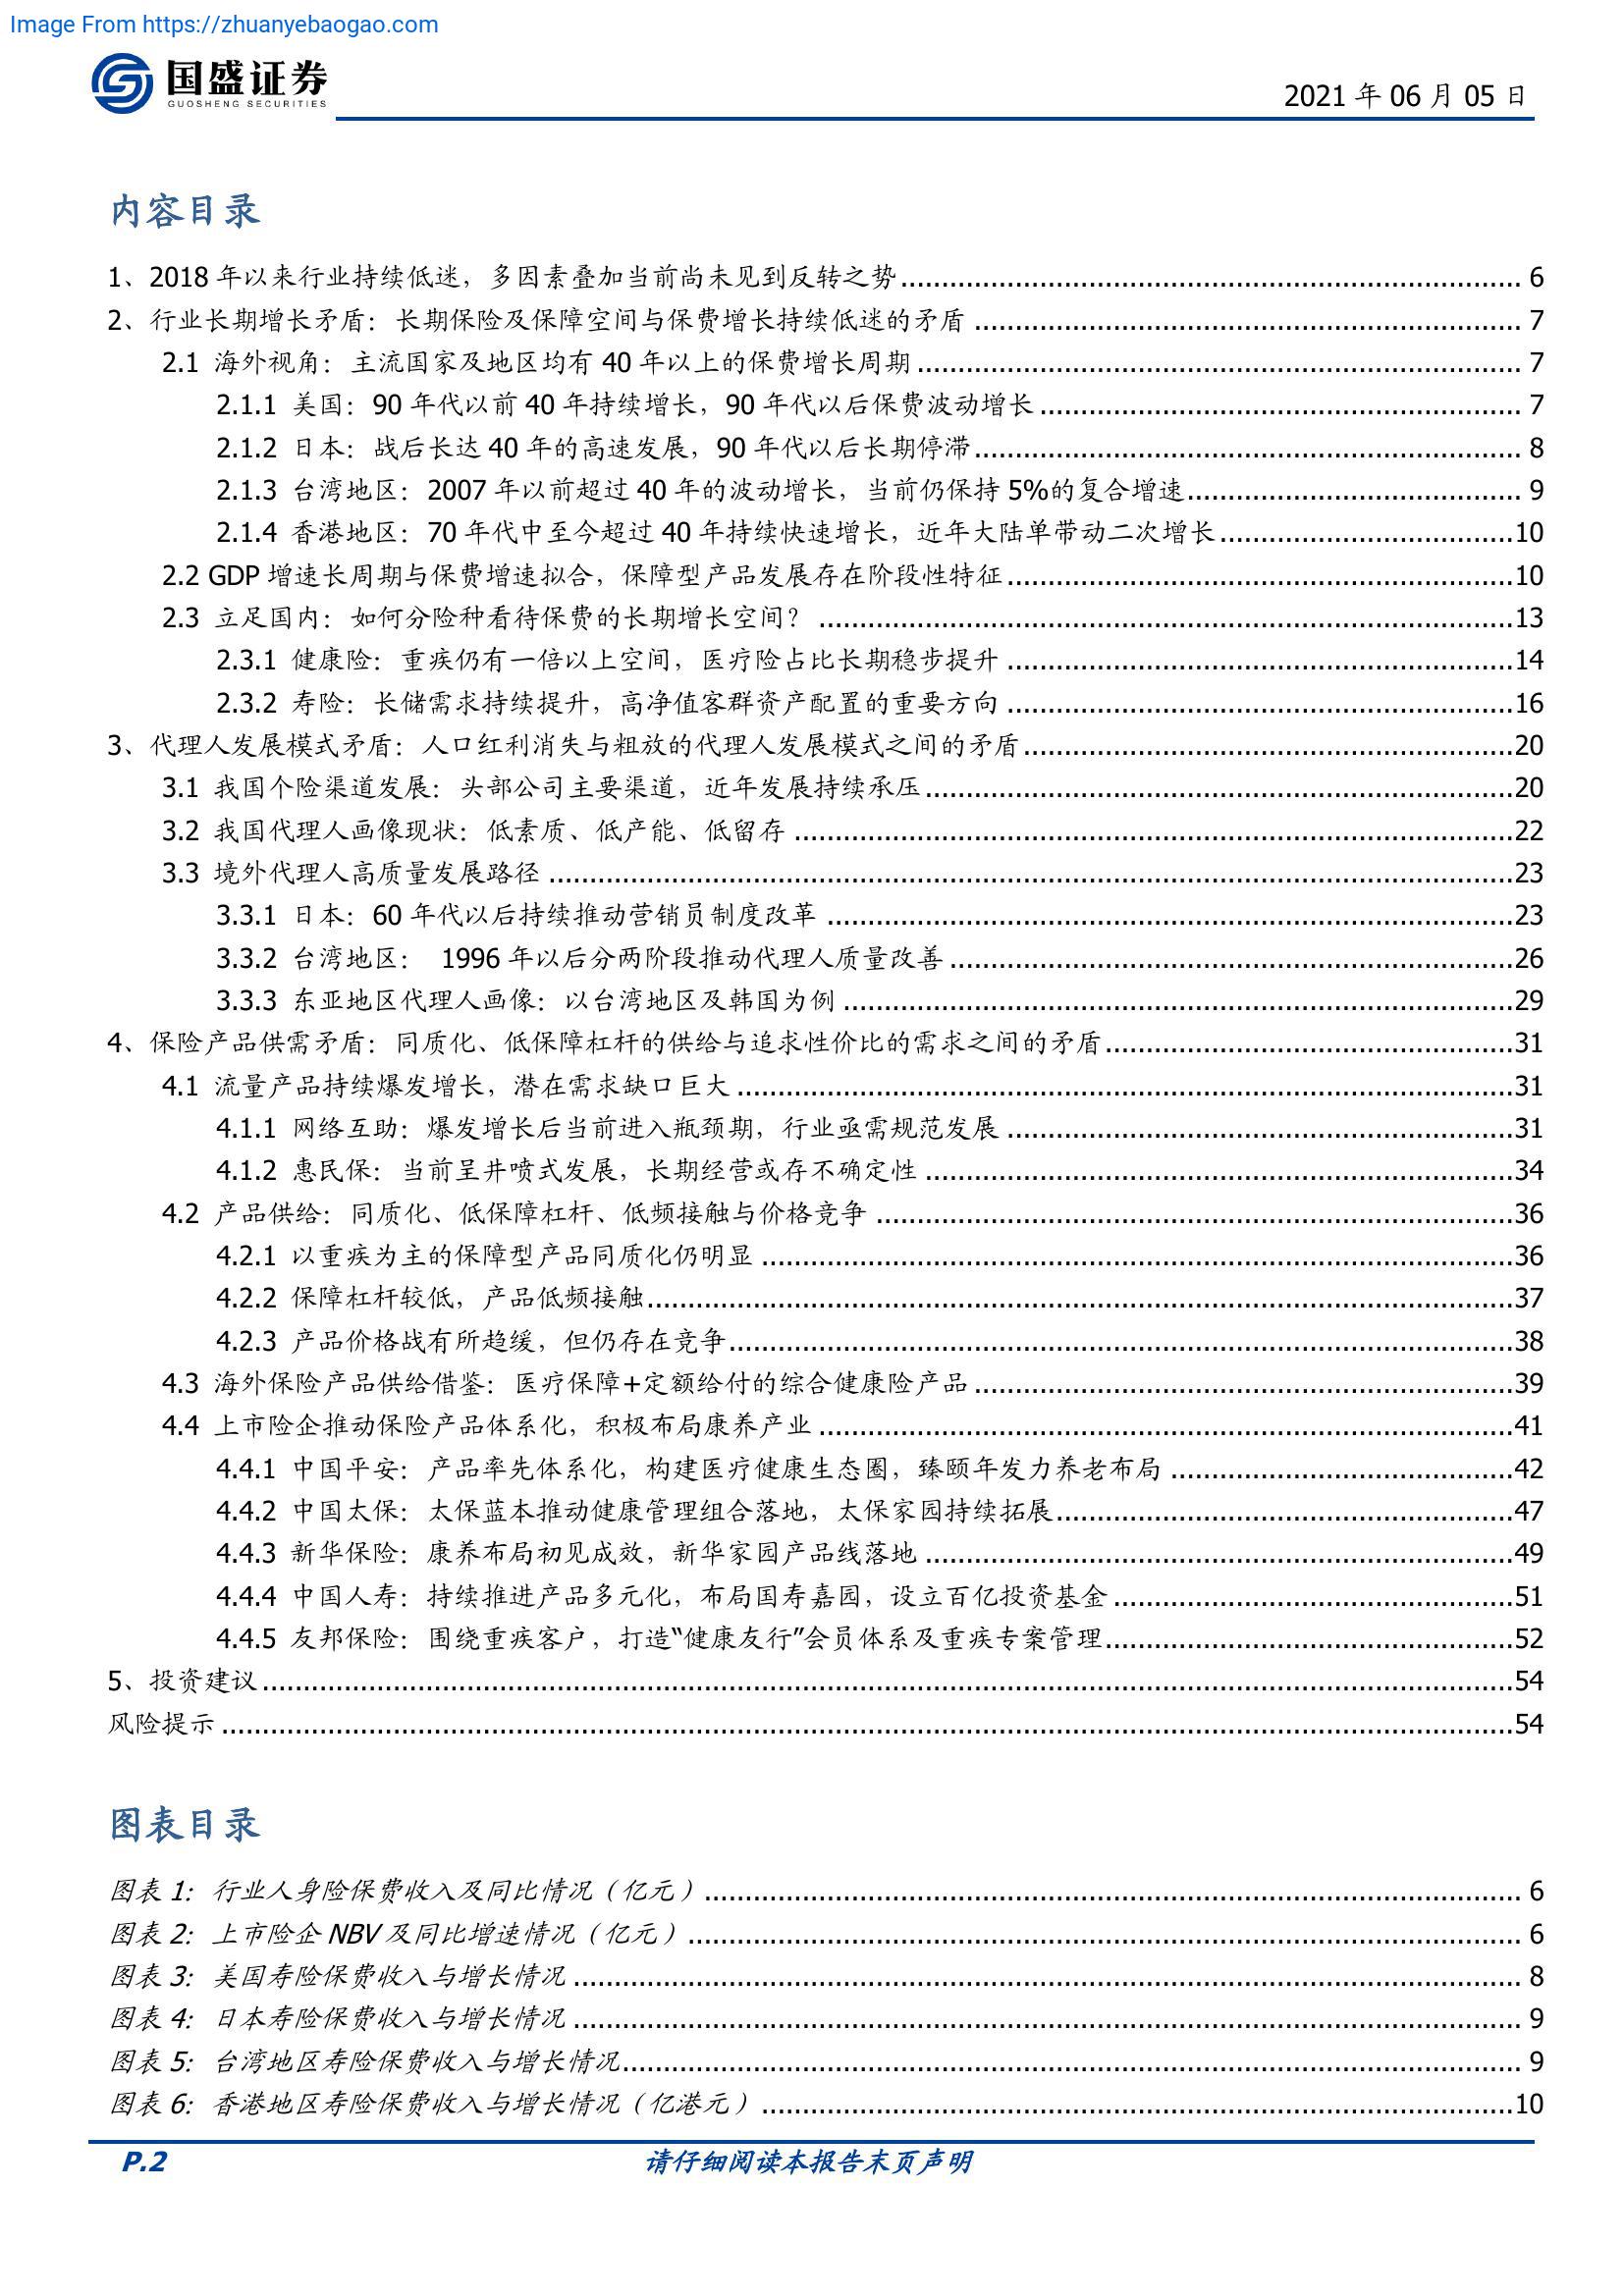 Image From https://zhuanyebaogao.com
国盛证券
GUOSHENG SECURITIES
2021 年 06 月 05 日
内容目录
1、2018 年以来行业持续低迷，多因素叠加当前尚未见到反转之势 6
2、行业长期增长矛盾：长期保险及保障空间与保费增长持续低迷的矛盾 7
2.1 海外视角：主流国家及地区均有 40 年以上的保费增长周期 7
2.1.1 美国：90 年代以前 40 年持续增长，90 年代以后保费波动增长 7
2.1.2 日本：战后长达 40 年的高速发展，90 年代以后长期停滞 8
2.1.3 台湾地区：2007 年以前超过 40 年的波动增长，当前仍保持 5%的复合增速 9
2.1.4 香港地区：70 年代中至今超过 40 年持续快速增长，近年大陆单带动二次增长 10
2.2 GDP 增速长周期与保费增速拟合，保障型产品发展存在阶段性特征 10
2.3 立足国内：如何分险种看待保费的长期增长空间？ 13
2.3.1 健康险：重疾仍有一倍以上空间，医疗险占比长期稳步提升 14
2.3.2 寿险：长储需求持续提升，高净值客群资产配置的重要方向 16
3、代理人发展模式矛盾：人口红利消失与粗放的代理人发展模式之间的矛盾 20
3.1 我国个险渠道发展：头部公司主要渠道，近年发展持续承压 20
3.2 我国代理人画像现状：低素质、低产能、低留存 22
3.3 境外代理人高质量发展路径 23
3.3.1 日本：60 年代以后持续推动营销员制度改革 23
3.3.2 台湾地区： 1996 年以后分两阶段推动代理人质量改善 26
3.3.3 东亚地区代理人画像：以台湾地区及韩国为例 29
4、保险产品供需矛盾：同质化、低保障杠杆的供给与追求性价比的需求之间的矛盾 31
4.1 流量产品持续爆发增长，潜在需求缺口巨大 31
4.1.1 网络互助：爆发增长后当前进入瓶颈期，行业亟需规范发展 31
4.1.2 惠民保：当前呈井喷式发展，长期经营或存不确定性 34
4.2 产品供给：同质化、低保障杠杆、低频接触与价格竞争 36
4.2.1 以重疾为主的保障型产品同质化仍明显 36
4.2.2 保障杠杆较低，产品低频接触 37
4.2.3 产品价格战有所趋缓，但仍存在竞争 38
4.3 海外保险产品供给借鉴：医疗保障+定额给付的综合健康险产品 39
4.4 上市险企推动保险产品体系化，积极布局康养产业 41
4.4.1 中国平安：产品率先体系化，构建医疗健康生态圈，臻颐年发力养老布局 42
4.4.2 中国太保：太保蓝本推动健康管理组合落地，太保家园持续拓展 47
4.4.3 新华保险：康养布局初见成效，新华家园产品线落地 49
4.4.4 中国人寿：持续推进产品多元化，布局国寿嘉园，设立百亿投资基金 51
4.4.5 友邦保险：围绕重疾客户，打造“健康友行”会员体系及重疾专案管理 52
5、投资建议 54
风险提示 54
图表目录
图表 1：行业人身险保费收入及同比情况（亿元） 6
图表 2：上市险企 NBV 及同比增速情况（亿元） 6
图表 3：美国寿险保费收入与增长情况 8
图表 4：日本寿险保费收入与增长情况 9
图表 5：台湾地区寿险保费收入与增长情况 9
图表 6：香港地区寿险保费收入与增长情况（亿港元） 10
P.2
请仔细阅读本报告末页声明